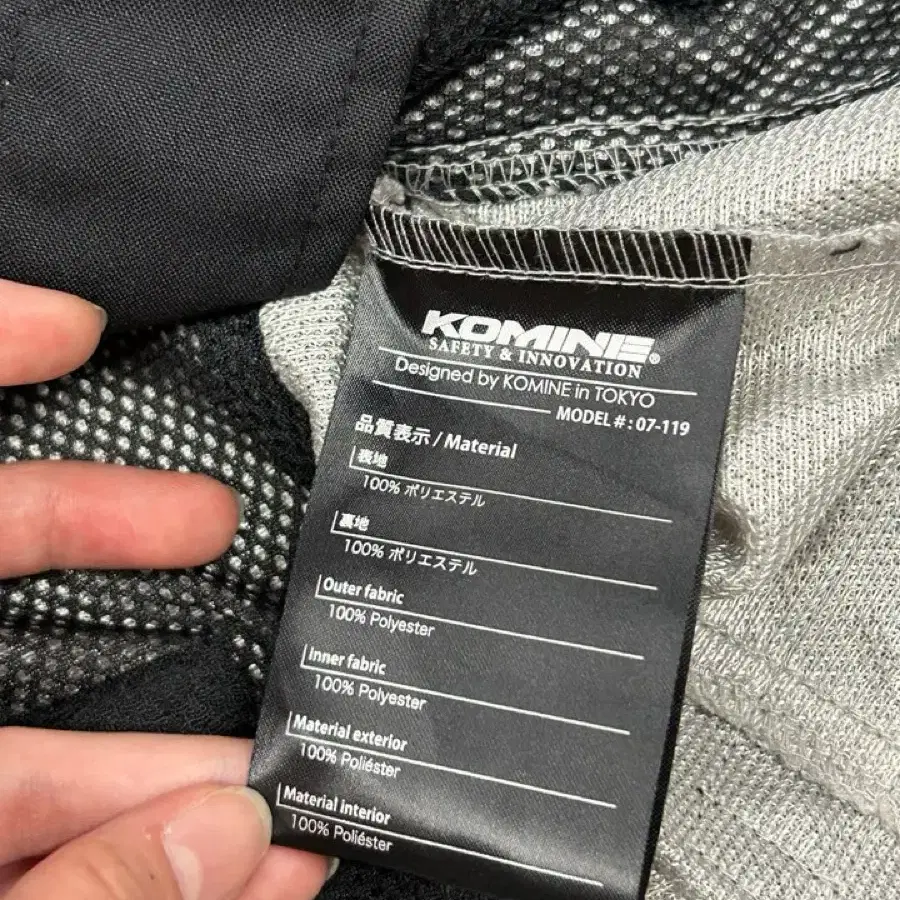 KOMINE®
SAFETY & INNOVATION
Designed by KOMINE in TOKYO
MODEL #: 07-119
品質表示 / Material
表地
100% ポリエステル
裏地
100% ポリエステル
Outer fabric
100% Polyester
Inner fabric
100% Polyester
Material exterior
100% Poliéster
Material interior
100% Poliéster